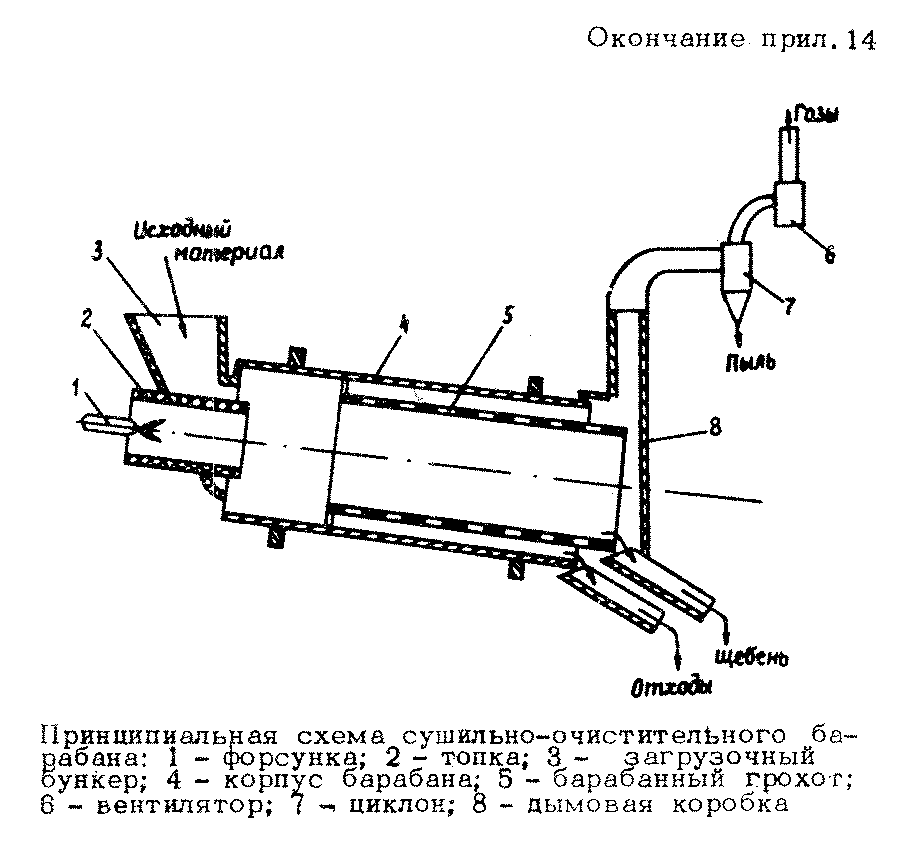 Окончание прил. 14
Газы
Исходный
материал
3
6
2
4
5
7
1
Пыль
8
Щебень
Отходы
Принципиальная схема сушильно-очистительного ба-
рабана: 1 - форсунка; 2 - топка; 3 - загрузочный
бункер; 4 - корпус барабана; 5 - барабанный грохот;
6 - вентилятор; 7 - циклон; 8 - дымовая коробка